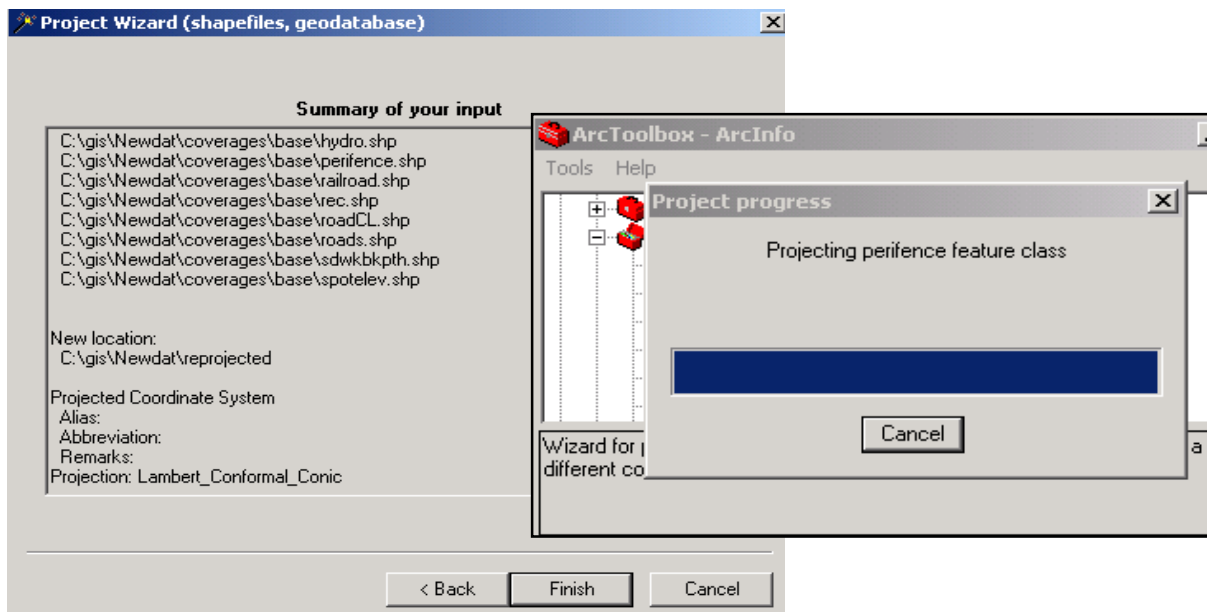 Project Wizard (shapefiles, geodatabase)
Summary of your input
C:\gis\Newdat\coverages\base\hydro.shp
C:\gis\Newdat\coverages\base\perifence.shp
C:\gis\Newdat\coverages\base\railroad.shp
C:\gis\Newdat\coverages\base\rec.shp
C:\gis\Newdat\coverages\base\roadCL.shp
C:\gis\Newdat\coverages\base\roads.shp
C:\gis\Newdat\coverages\base\sdwkbkpth.shp
C:\gis\Newdat\coverages\base\spotelev.shp
New location:
C:\gis\Newdat\reprojected
Projected Coordinate System
Alias:
Abbreviation:
Remarks:
Projection: Lambert_Conformal_Conic
< Back
Finish
Cancel
ArcToolbox - ArcInfo
Tools Help
Project progress
Projecting perifence feature class
Cancel
Wizard for
a
different co